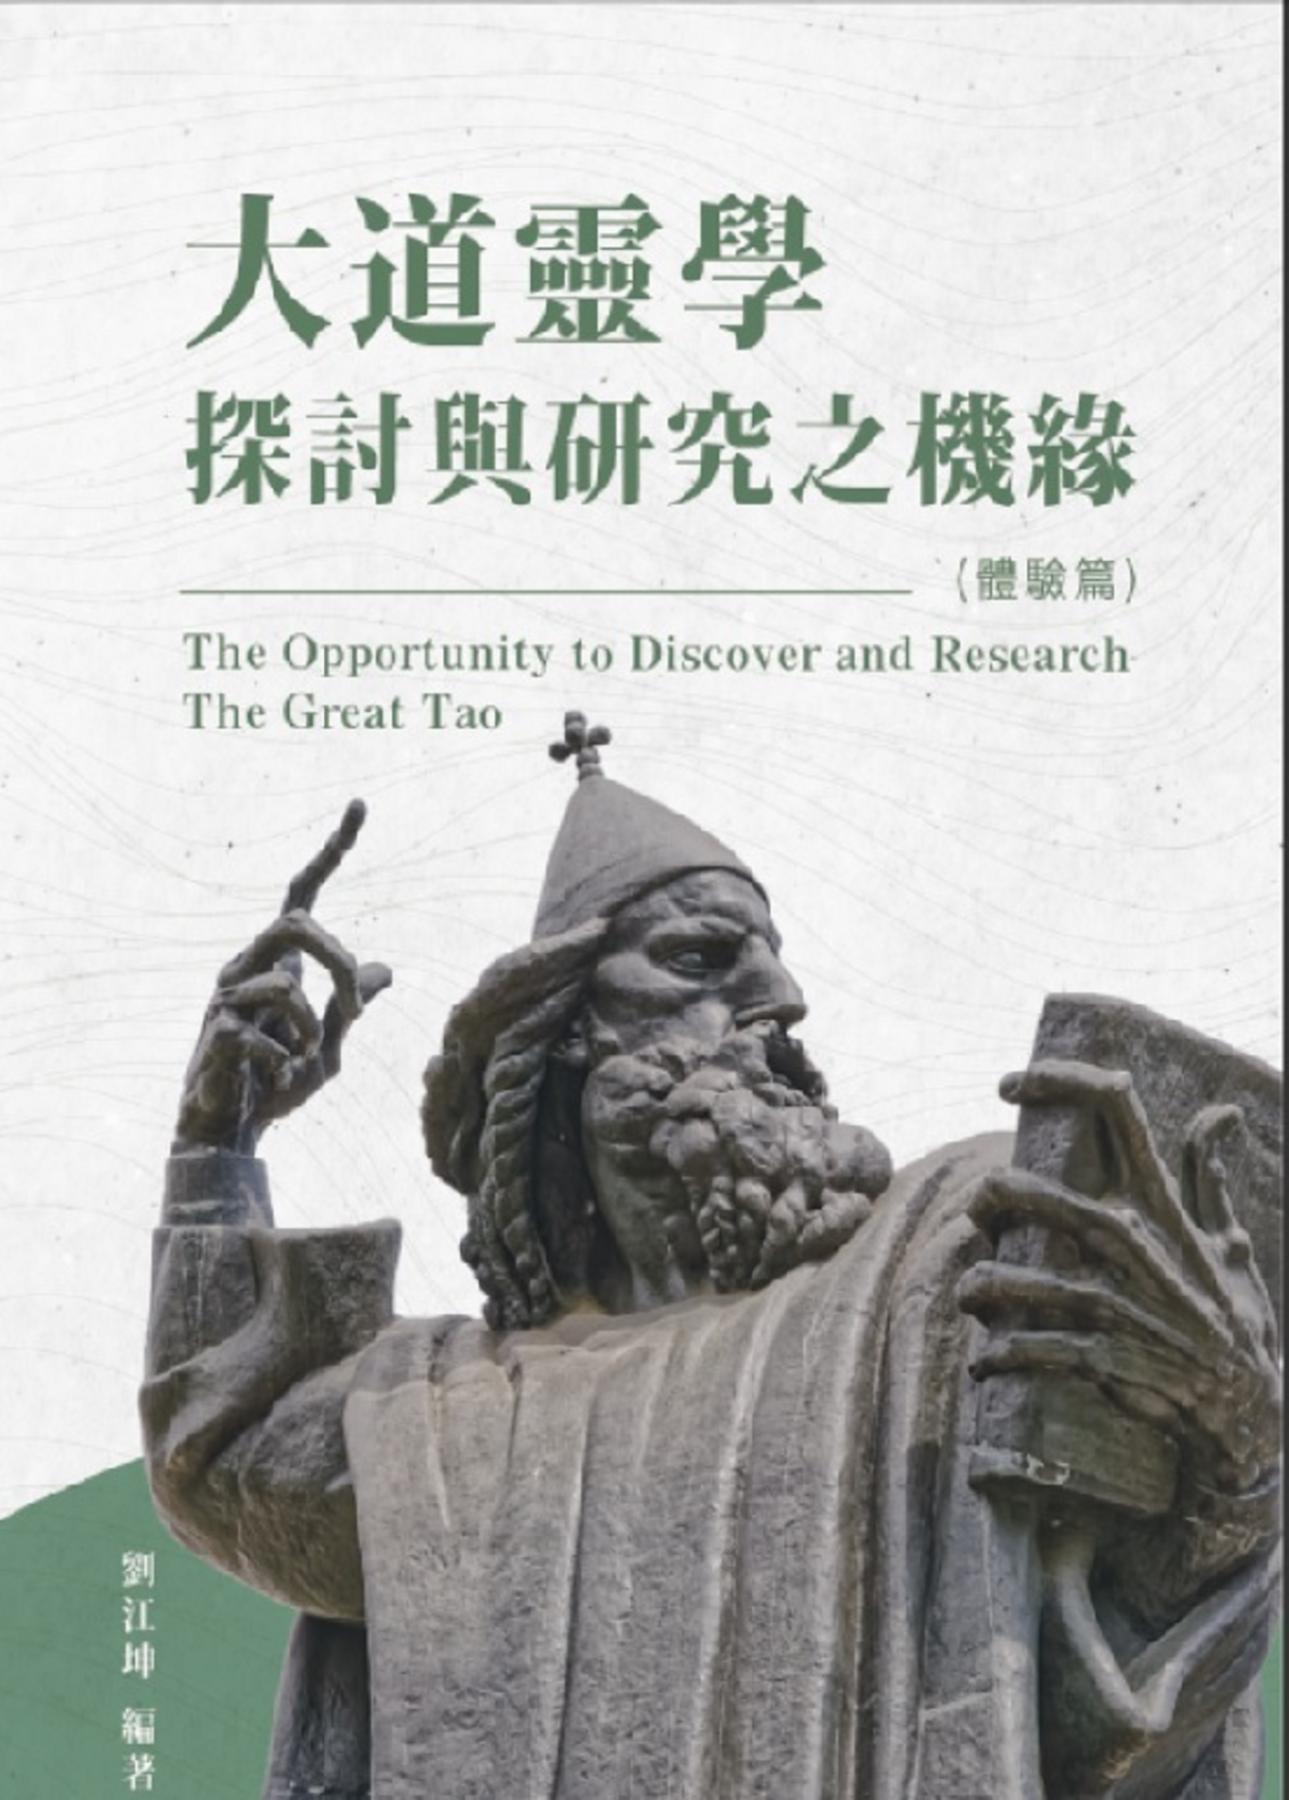 大道靈學
探討與研究之機緣
(體驗篇)
The Opportunity to Discover and Research
The Great Tao
劉江坤 編著